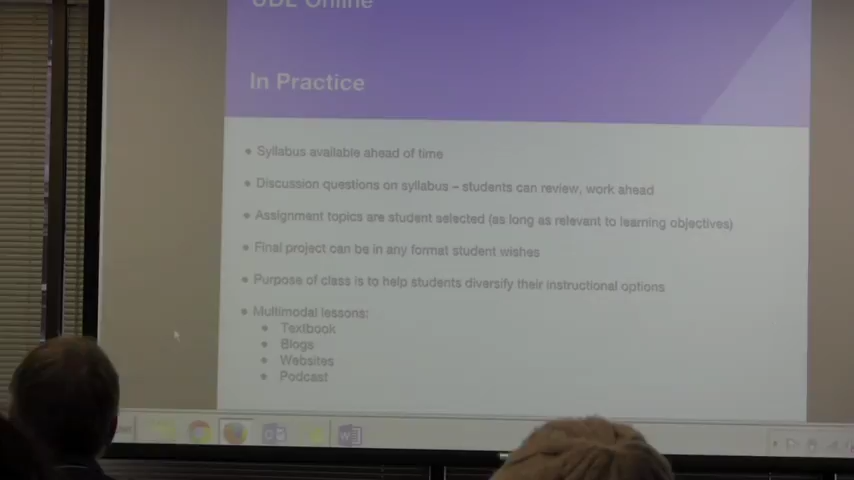 UDL Online
In Practice
• Syllabus available ahead of time
• Discussion questions on syllabus – students can review, work ahead
• Assignment topics are student selected (as long as relevant to learning objectives)
• Final project can be in any format student wishes
• Purpose of class is to help students diversify their instructional options
• Multimodal lessons:
• Textbook
• Blogs
• Websites
• Podcast